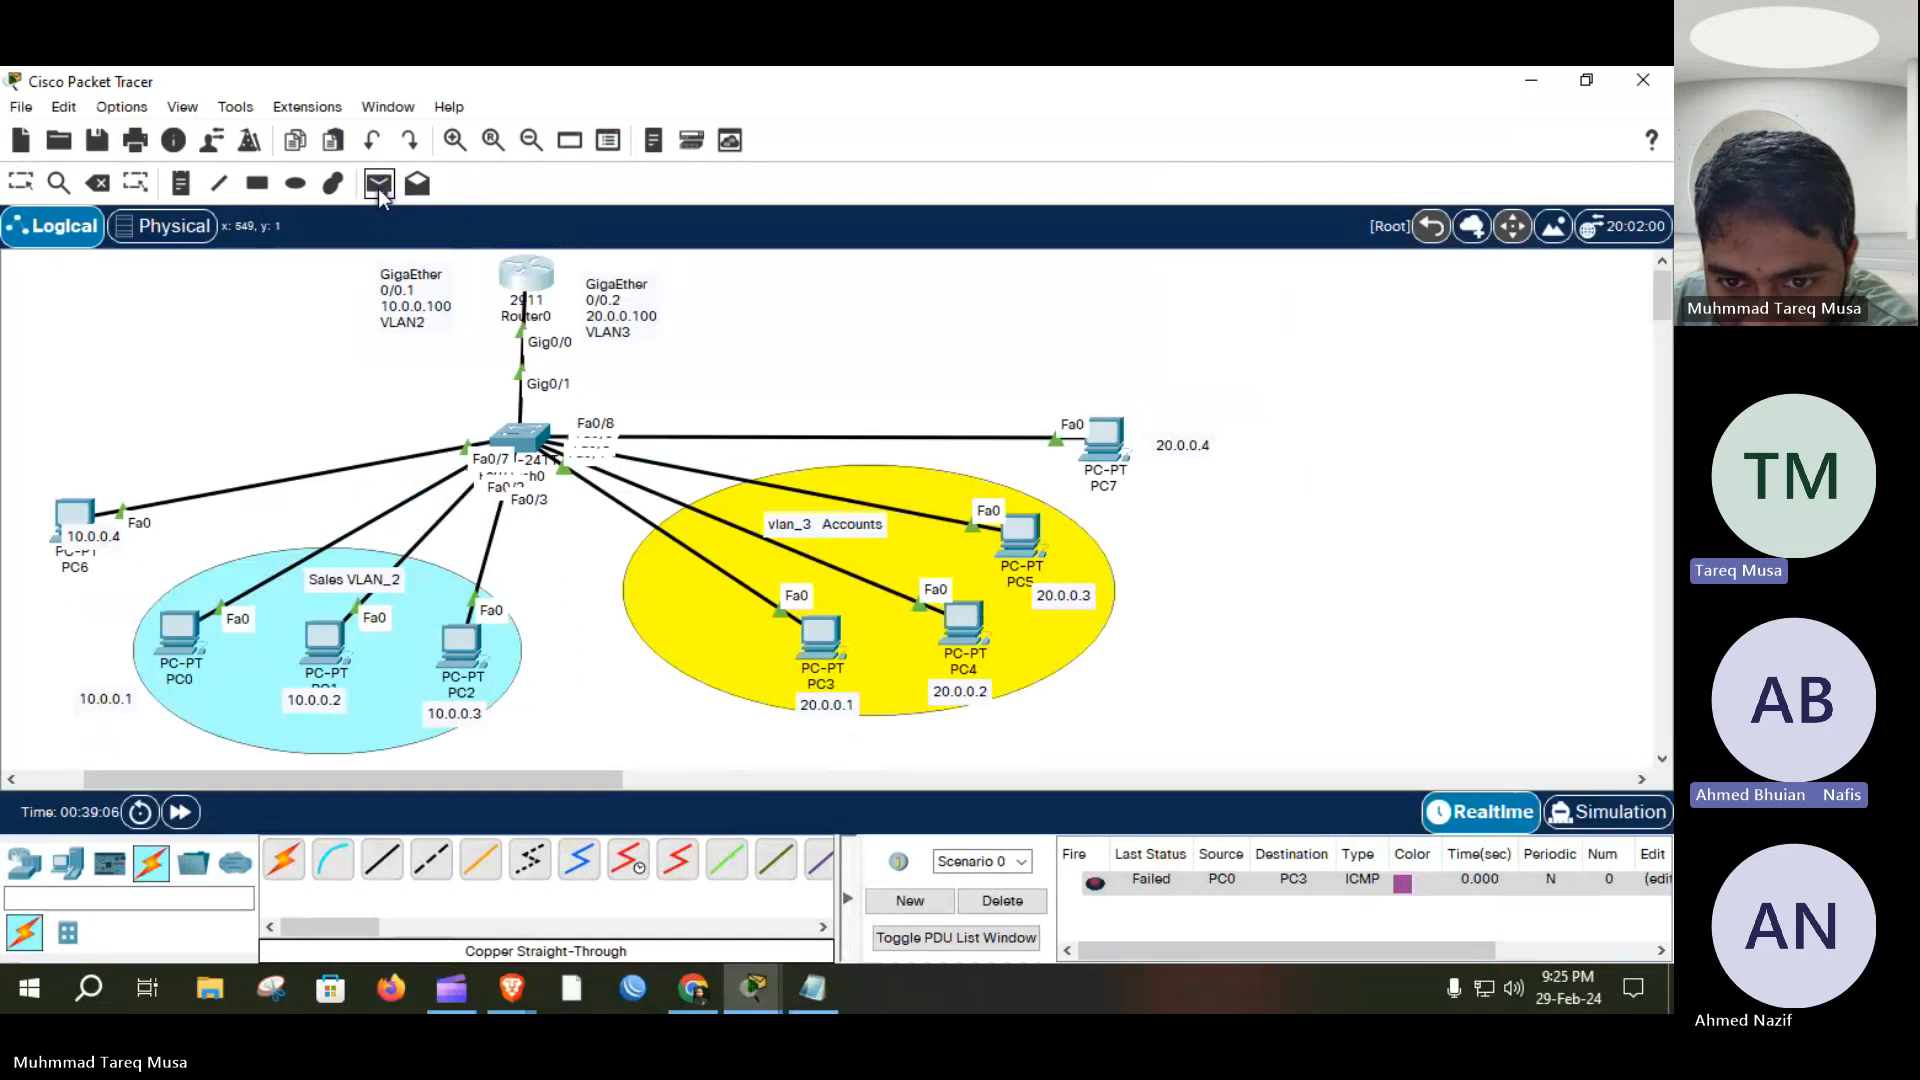 Cisco Packet Tracer
File Edit Options View Tools Extensions Window Help
Logical Physical x: 549, y: 1
[Root] 20:02:00
GigaEther
0/0.1
10.0.0.100
VLAN2
2911
Router0
GigaEther
0/0.2
20.0.0.100
VLAN3
Gig0/0
Gig0/1
Fa0/8
Fa0/7
Fa0/3
Fa0
PC-PT
PC7
20.0.0.4
Fa0
10.0.0.4
PC6
Sales VLAN_2
Fa0
PC-PT
PC0
10.0.0.1
Fa0
PC-PT
10.0.0.2
Fa0
PC-PT
PC2
10.0.0.3
vlan_3 Accounts
Fa0
PC-PT
PC5
20.0.0.3
Fa0
PC-PT
PC4
20.0.0.2
Fa0
PC-PT
PC3
20.0.0.1
Time: 00:39:06
Realtime Simulation
Scenario 0
New Delete
Toggle PDU List Window
Fire Last Status Source Destination Type Color Time(sec) Periodic Num Edit
Failed PC0 PC3 ICMP 0.000 N 0 (edit
Copper Straight-Through
9:25 PM
29-Feb-24
Muhmmad Tareq Musa
Muhmmad Tareq Musa
TM
Tareq Musa
AB
Ahmed Bhuian Nafis
AN
Ahmed Nazif